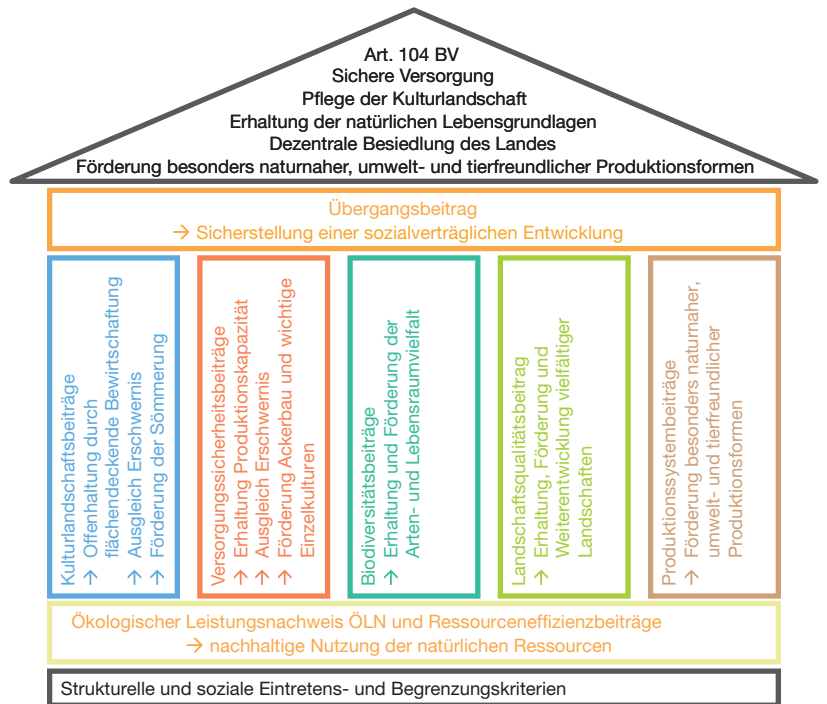 Art. 104 BV
Sichere Versorgung
Pflege der Kulturlandschaft
Erhaltung der natürlichen Lebensgrundlagen
Dezentrale Besiedlung des Landes
Förderung besonders naturnaher, umwelt- und tierfreundlicher Produktionsformen
Übergangsbeitrag
→ Sicherstellung einer sozialverträglichen Entwicklung
Kulturlandschaftsbeiträge
→ Offenhaltung durch
flächendeckende Bewirtschaftung
→ Ausgleich Erschwernis
→ Förderung der Sömmerung
Versorgungssicherheitsbeiträge
→ Erhaltung Produktionskapazität
→ Ausgleich Erschwernis
→ Förderung Ackerbau und wichtige
Einzelkulturen
Biodiversitätsbeiträge
→ Erhaltung und Förderung der
Arten- und Lebensraumvielfalt
Landschaftsqualitätsbeitrag
→ Erhaltung, Förderung und
Weiterentwicklung vielfältiger
Landschaften
Produktionssystembeiträge
→ Förderung besonders naturnaher,
umwelt- und tierfreundlicher
Produktionsformen
Ökologischer Leistungsnachweis ÖLN und Ressourceneffizienzbeiträge
→ nachhaltige Nutzung der natürlichen Ressourcen
Strukturelle und soziale Eintretens- und Begrenzungskriterien